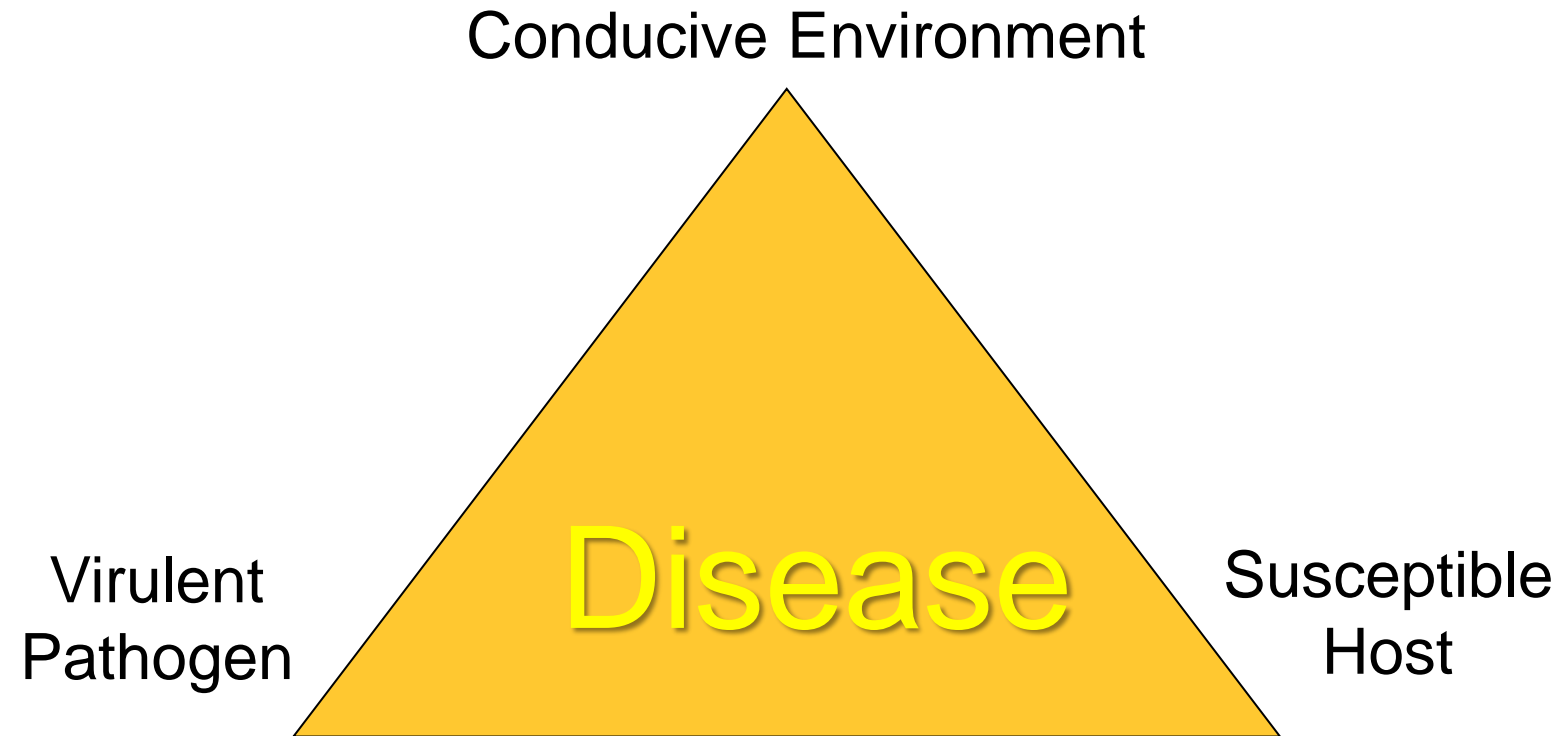 Conducive Environment
Virulent
Pathogen
Disease
Susceptible
Host